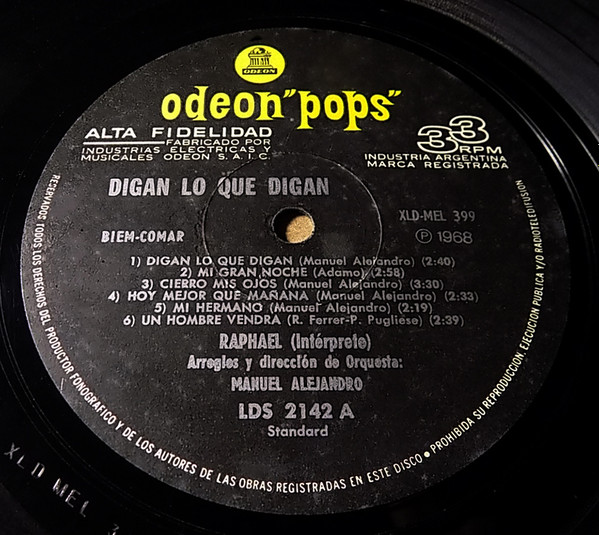 ODEON
odeon "pops"
ALTA FIDELIDAD
FABRICADO POR
INDUSTRIAS ELECTRICAS Y
MUSICALES ODEON S.A.I.C.
33 RPM
INDUSTRIA ARGENTINA
MARCA REGISTRADA
DIGAN LO QUE DIGAN
XLD-MEL 399
BIEM-COMAR
℗ 1968
1) DIGAN LO QUE DIGAN (Manuel Alejandro) (2:40)
2) MI GRAN NOCHE (Adamo) (2:58)
3) CIERRO MIS OJOS (Manuel Alejandro) (3:30)
4) HOY MEJOR QUE MAÑANA (Manuel Alejandro) (2:33)
5) MI HERMANO (Manuel Alejandro) (2:19)
6) UN HOMBRE VENDRA (R. Ferrer-P. Pugliese) (2:39)
RAPHAEL (Intérprete)
Arreglos y dirección de Orquesta:
MANUEL ALEJANDRO
LDS 2142 A
Standard
RESERVADOS TODOS LOS DERECHOS DEL PRODUCTOR FONOGRAFICO Y DE LOS AUTORES DE LAS OBRAS REGISTRADAS EN ESTE DISCO • PROHIBIDA SU REPRODUCCION, EJECUCION PUBLICA Y/O RADIOTELEDIFUSION
XLD MEL 3